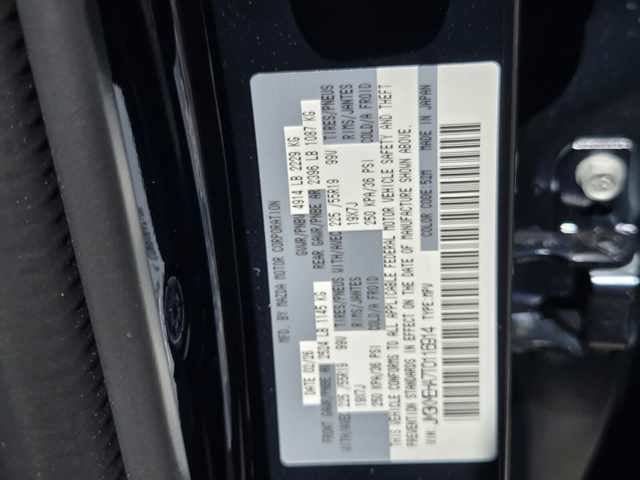 MFD. BY MAZDA MOTOR CORPORATION
DATE 02/26 GVWR/PNBV 4914 LB 2229 KG
FRONT GAWR/PNBE AV 2524 LB 1145 KG REAR GAWR/PNBE AR 2396 LB 1087 KG
WITH/AVEC 225 /55R19 99V TIRES/PNEUS WITH/AVEC 225 /55R19 99V TIRES/PNEUS
19X7J RIMS/JANTES 19X7J RIMS/JANTES
250 KPA/36 PSI COLD/A FROID 250 KPA/36 PSI COLD/A FROID
THIS VEHICLE CONFORMS TO ALL APPLICABLE FEDERAL MOTOR VEHICLE SAFETY AND THEFT
PREVENTION STANDARDS IN EFFECT ON THE DATE OF MANUFACTURE SHOWN ABOVE.
TYPE: MPV COLOR CODE: 52M MADE IN JAPAN